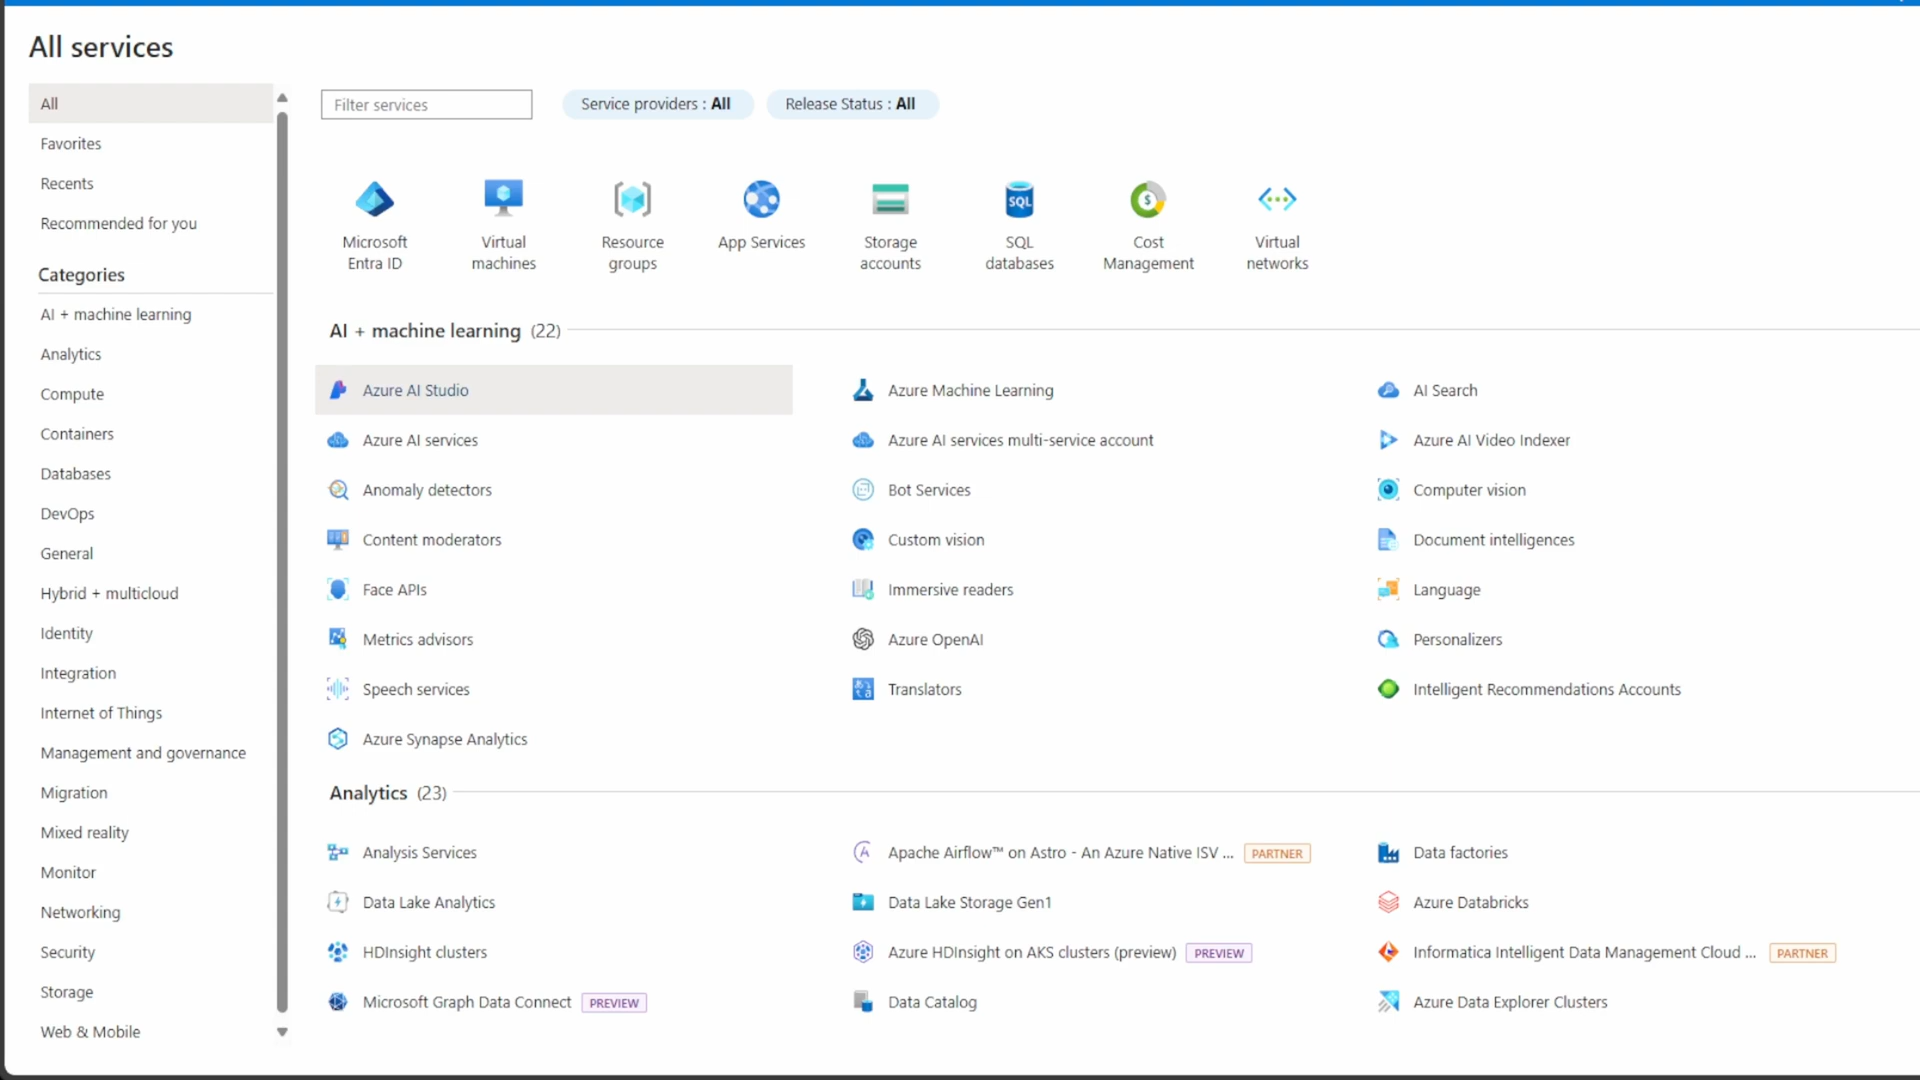 All services
All
Favorites
Recents
Recommended for you
Categories
AI + machine learning
Analytics
Compute
Containers
Databases
DevOps
General
Hybrid + multicloud
Identity
Integration
Internet of Things
Management and governance
Migration
Mixed reality
Monitor
Networking
Security
Storage
Web & Mobile
Filter services
Service providers : All
Release Status : All
Microsoft
Entra ID
Virtual
machines
Resource
groups
App Services
Storage
accounts
SQL
SQL
databases
Cost
Management
Virtual
networks
AI + machine learning (22)
Azure AI Studio
Azure Machine Learning
AI Search
Azure AI services
Azure AI services multi-service account
Azure AI Video Indexer
Anomaly detectors
Bot Services
Computer vision
Content moderators
Custom vision
Document intelligences
Face APIs
Immersive readers
Language
Metrics advisors
Azure OpenAI
Personalizers
Speech services
Translators
Intelligent Recommendations Accounts
Azure Synapse Analytics
Analytics (23)
Analysis Services
Apache Airflow™ on Astro - An Azure Native ISV ... PARTNER
Data factories
Data Lake Analytics
Data Lake Storage Gen1
Azure Databricks
HDInsight clusters
Azure HDInsight on AKS clusters (preview) PREVIEW
Informatica Intelligent Data Management Cloud ... PARTNER
Microsoft Graph Data Connect PREVIEW
Data Catalog
Azure Data Explorer Clusters